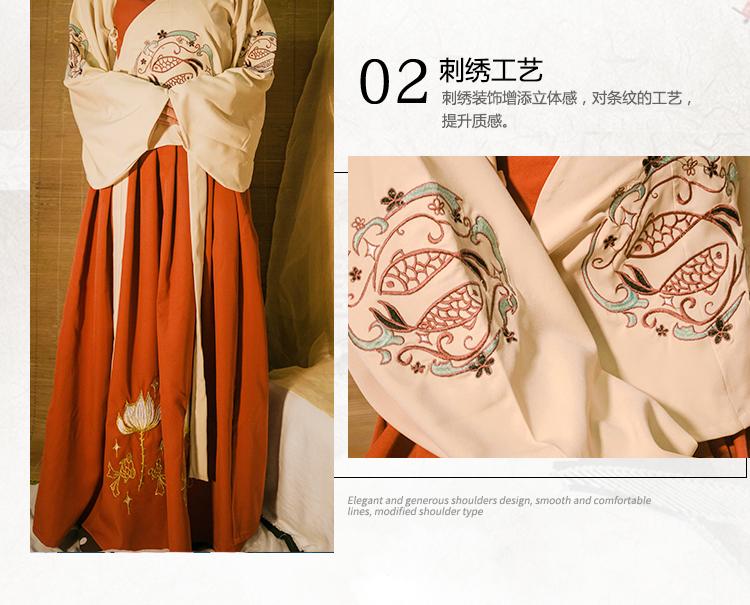 02 刺绣工艺
刺绣装饰增添立体感，对条纹的工艺，
提升质感。
Elegant and generous shoulders design, smooth and comfortable
lines, modified shoulder type